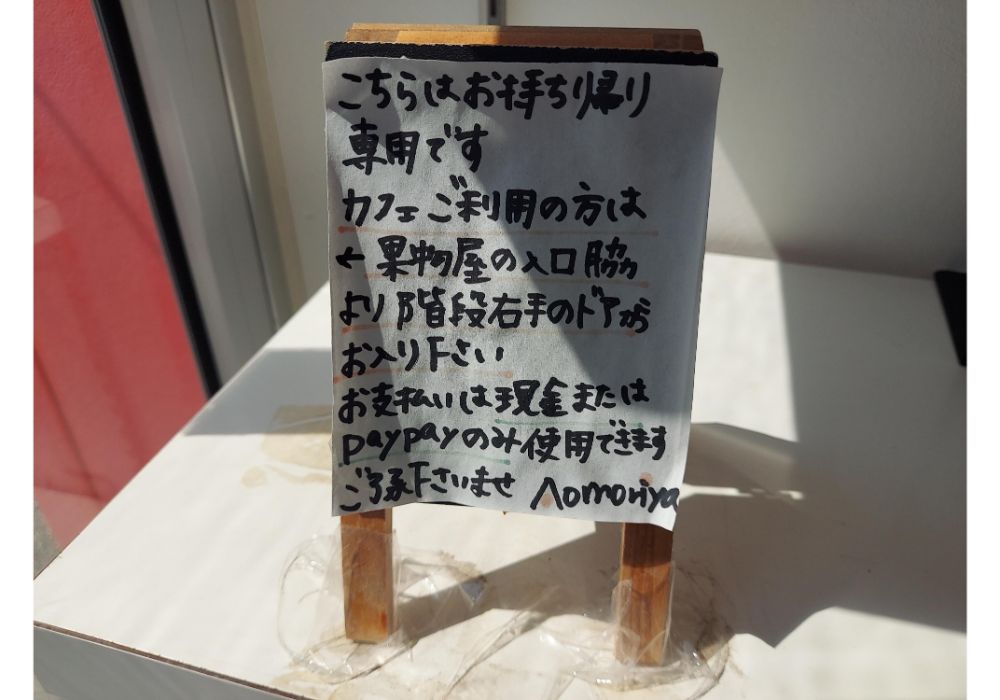 こちらはお持ち帰り
専用です
カフェご利用の方は
←果物屋の入口脇
より階段右手のドアから
お入り下さい
お支払いは現金または
paypayのみ使用できます
ご了承下さいませ Aomoriya